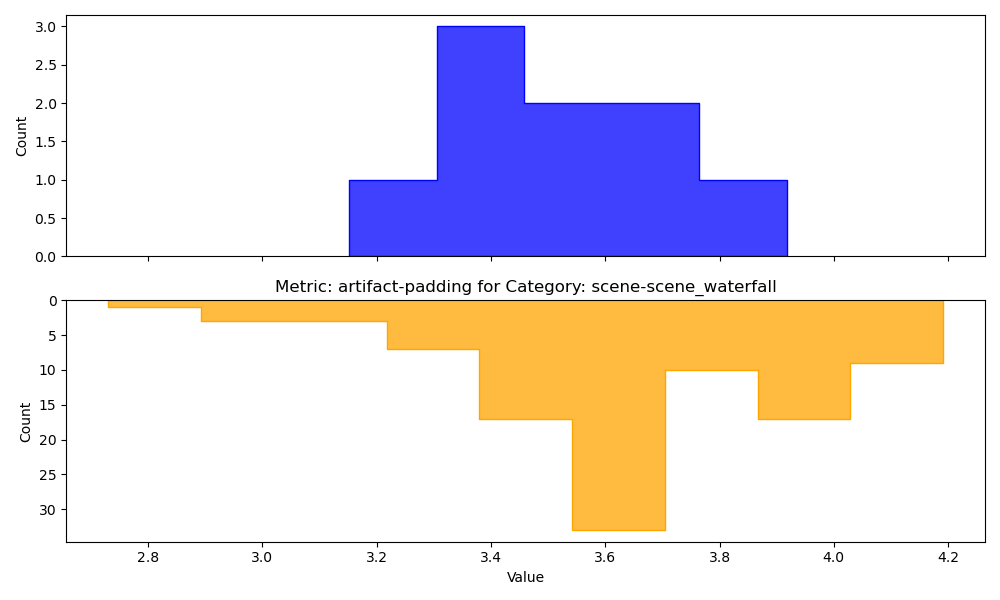 3.0
2.5
2.0
1.5
1.0
0.5
0.0
Count
Metric: artifact-padding for Category: scene-scene_waterfall
0
5
10
15
20
25
30
Count
2.8 3.0 3.2 3.4 3.6 3.8 4.0 4.2
Value